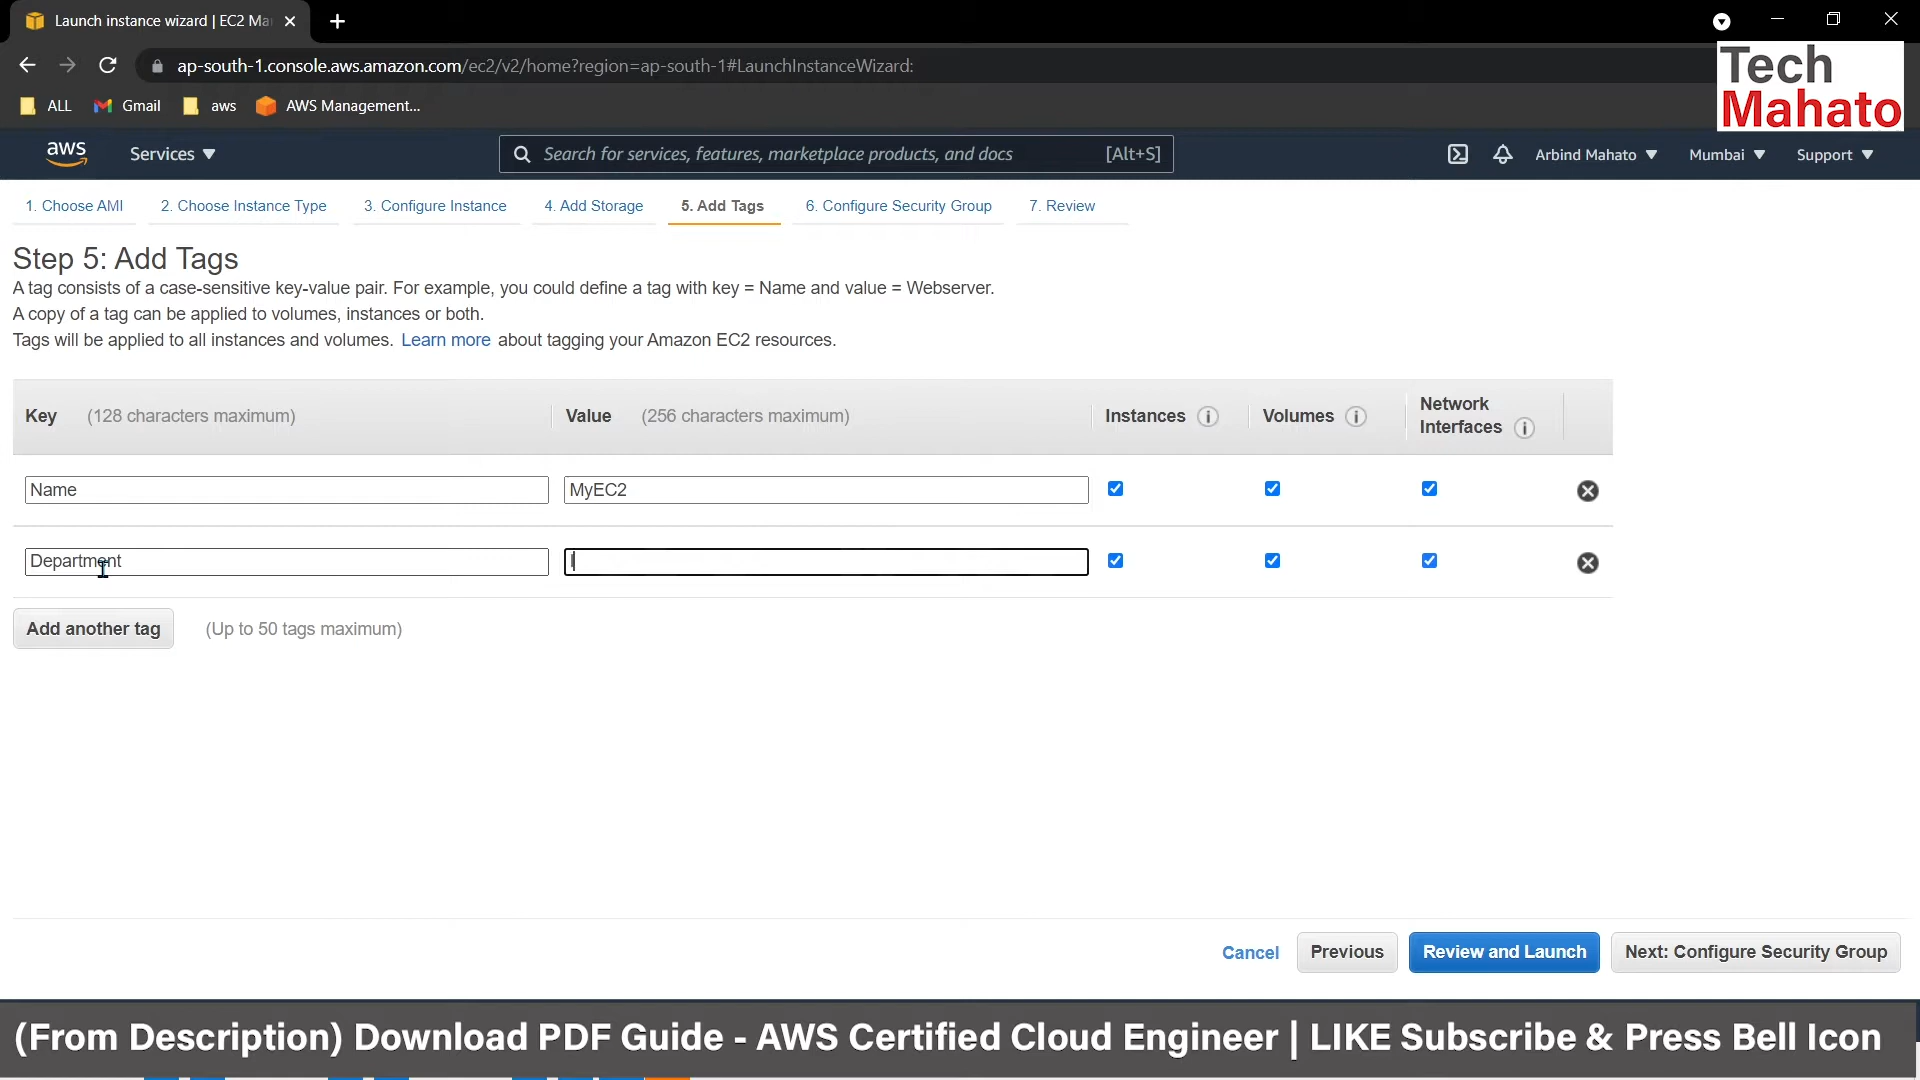 Launch instance wizard | EC2 Ma
ap-south-1.console.aws.amazon.com/ec2/v2/home?region=ap-south-1#LaunchInstanceWizard:
Tech
Mahato
ALL Gmail aws AWS Management...
aws Services Search for services, features, marketplace products, and docs [Alt+S] Arbind Mahato Mumbai Support
1. Choose AMI 2. Choose Instance Type 3. Configure Instance 4. Add Storage 5. Add Tags 6. Configure Security Group 7. Review
Step 5: Add Tags
A tag consists of a case-sensitive key-value pair. For example, you could define a tag with key = Name and value = Webserver.
A copy of a tag can be applied to volumes, instances or both.
Tags will be applied to all instances and volumes. Learn more about tagging your Amazon EC2 resources.
Key (128 characters maximum) Value (256 characters maximum) Instances Volumes Network Interfaces
Name MyEC2
Department
Add another tag (Up to 50 tags maximum)
Cancel Previous Review and Launch Next: Configure Security Group
(From Description) Download PDF Guide - AWS Certified Cloud Engineer | LIKE Subscribe & Press Bell Icon